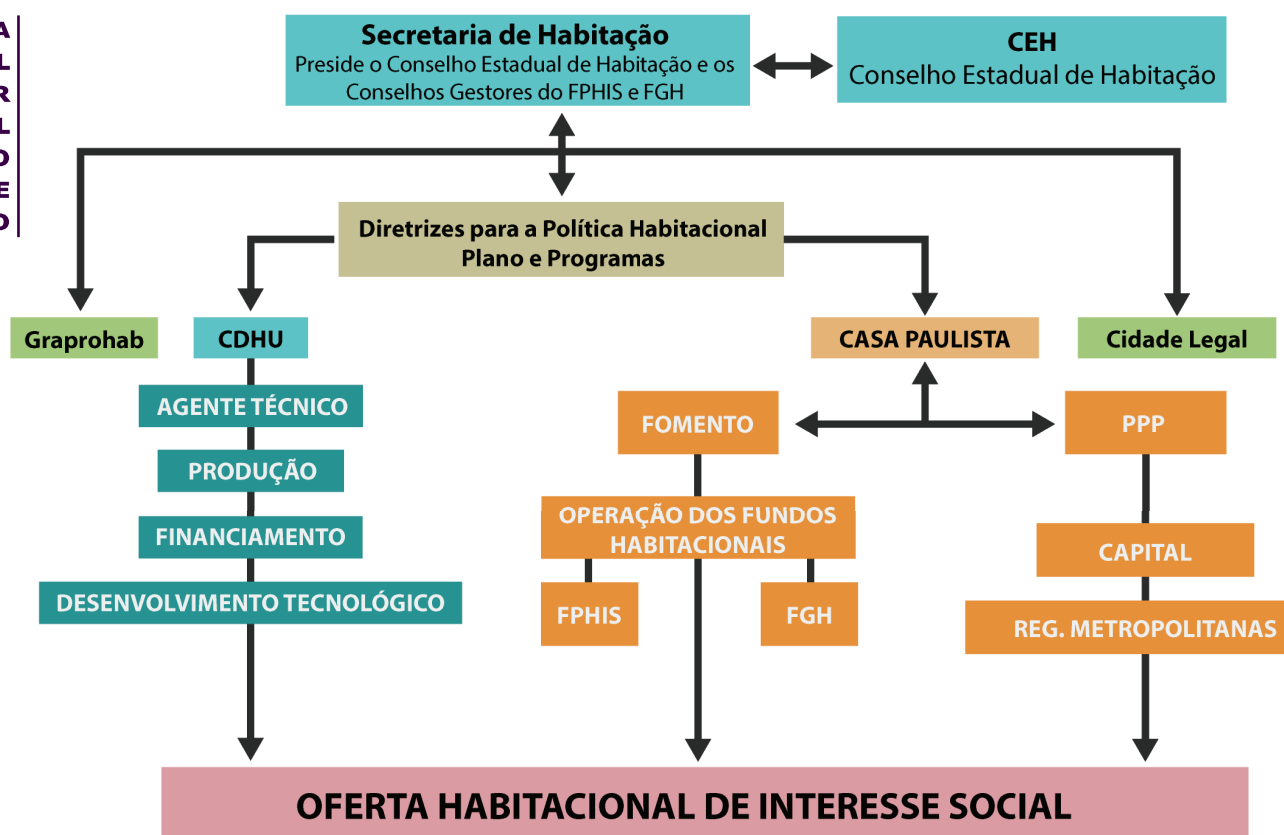 A
L
R
L
O
E
O
Secretaria de Habitação
Preside o Conselho Estadual de Habitação e os
Conselhos Gestores do FPHIS e FGH
CEH
Conselho Estadual de Habitação
Diretrizes para a Política Habitacional
Plano e Programas
Graprohab
CDHU
CASA PAULISTA
Cidade Legal
AGENTE TÉCNICO
PRODUÇÃO
FINANCIAMENTO
DESENVOLVIMENTO TECNOLÓGICO
FOMENTO
PPP
OPERAÇÃO DOS FUNDOS
HABITACIONAIS
FPHIS
FGH
CAPITAL
REG. METROPOLITANAS
OFERTA HABITACIONAL DE INTERESSE SOCIAL